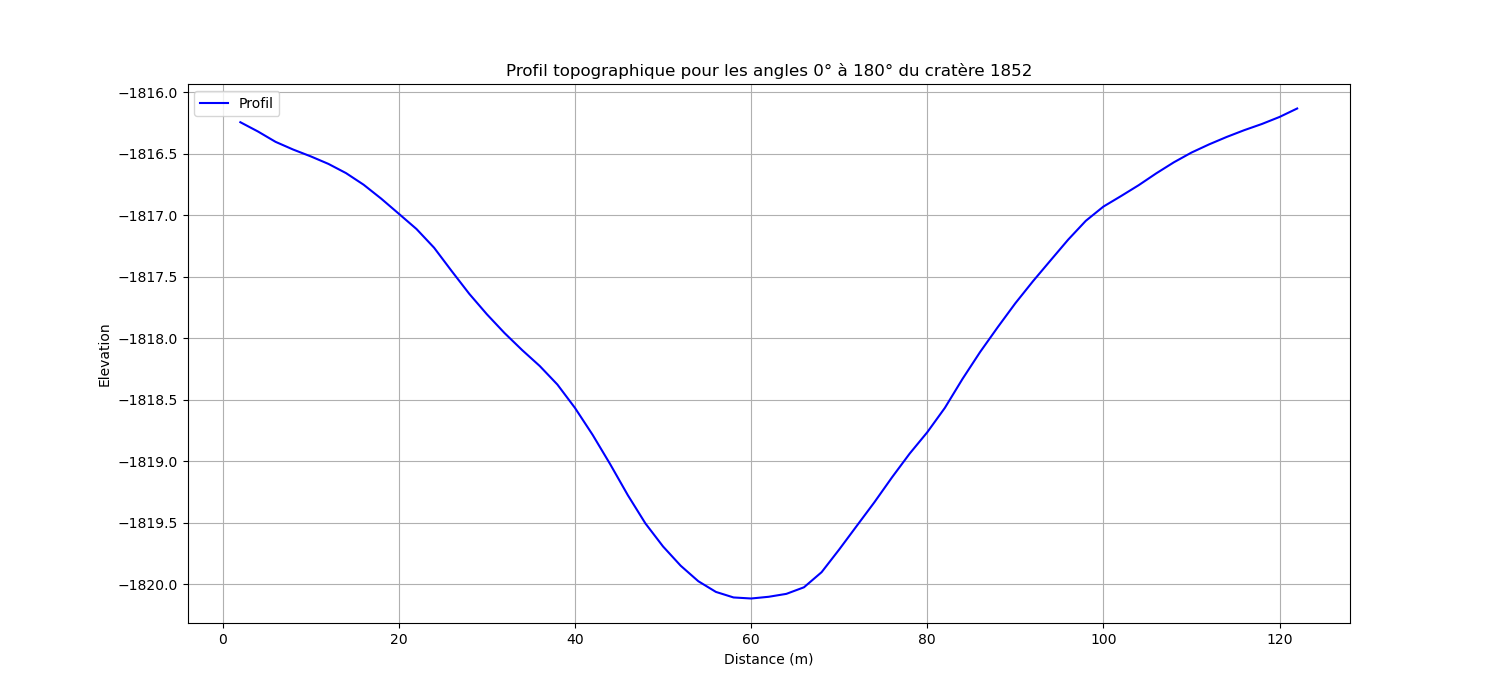 Profil topographique pour les angles 0° à 180° du cratère 1852
Profil
−1816.0
−1816.5
−1817.0
−1817.5
−1818.0
−1818.5
−1819.0
−1819.5
−1820.0
Elevation
0 20 40 60 80 100 120
Distance (m)